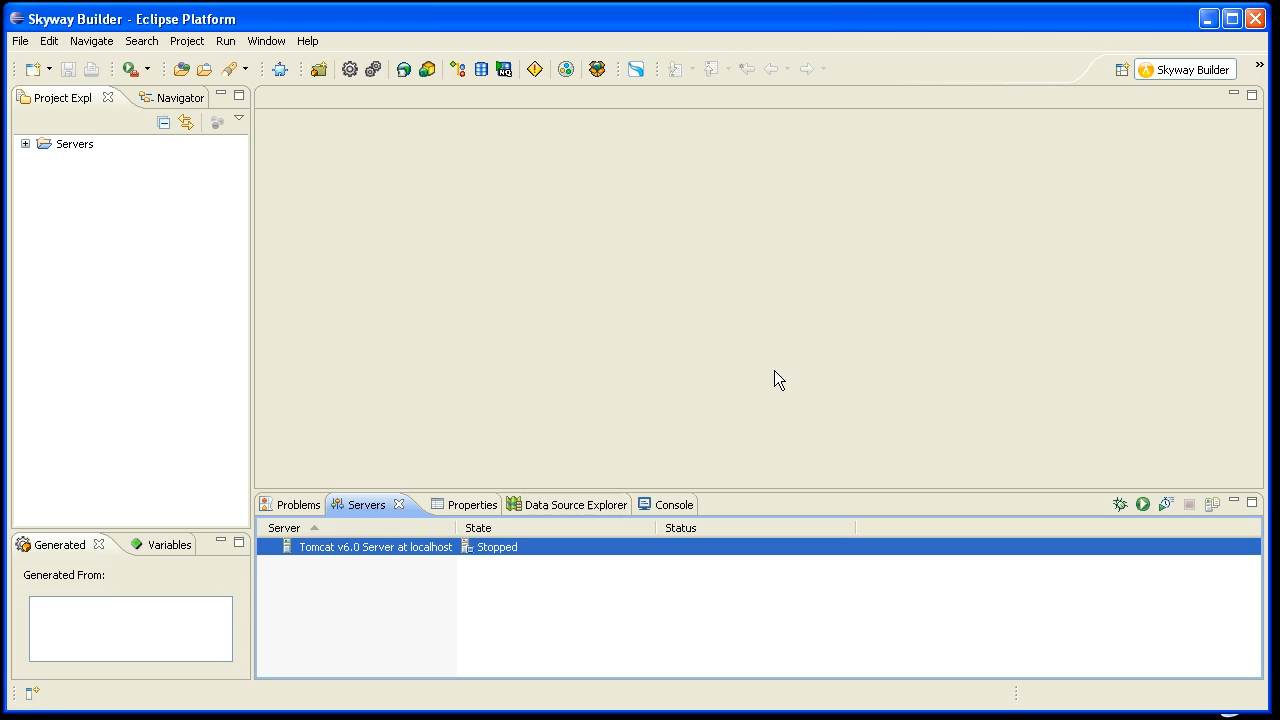 Skyway Builder - Eclipse Platform
File Edit Navigate Search Project Run Window Help
Skyway Builder
Project Expl Navigator
Servers
Problems Servers Properties Data Source Explorer Console
Server State Status
Tomcat v6.0 Server at localhost Stopped
Generated Variables
Generated From: